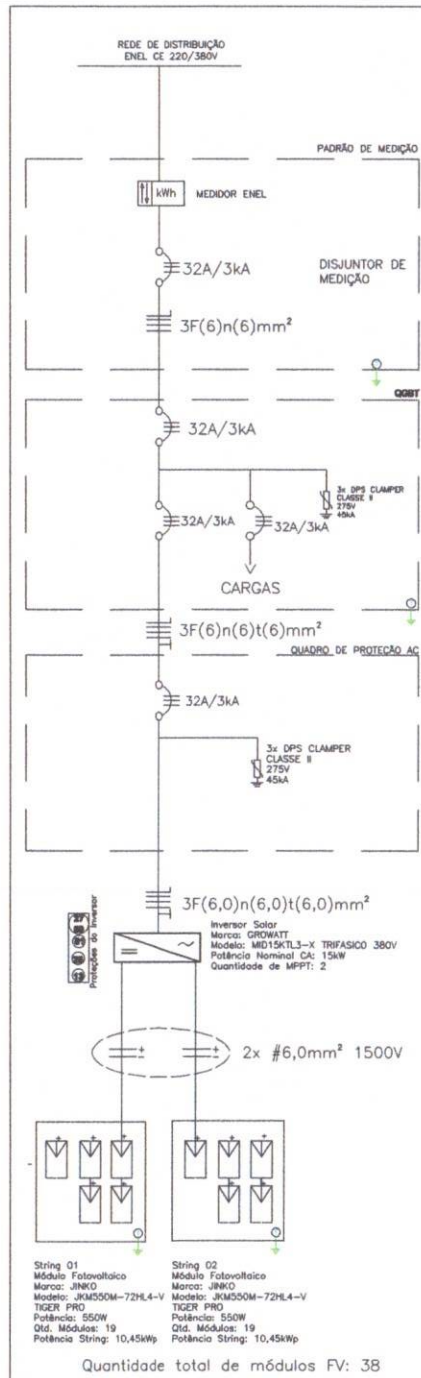 REDE DE DISTRIBUIÇÃO
ENEL CE 220/380V
PADRÃO DE MEDIÇÃO
kWh
MEDIDOR ENEL
32A/3kA
DISJUNTOR DE
MEDIÇÃO
3F(6)n(6)mm²
QGBT
32A/3kA
3x DPS CLAMPER
CLASSE II
275V
45kA
32A/3kA
32A/3kA
CARGAS
3F(6)n(6)t(6)mm²
QUADRO DE PROTEÇÃO AC
32A/3kA
3x DPS CLAMPER
CLASSE II
275V
45kA
3F(6,0)n(6,0)t(6,0)mm²
Proteções do Inversor
Inversor Solar
Marca: GROWATT
Modelo: MID15KTL3-X TRIFASICO 380V
Potência Nominal CA: 15kW
Quantidade de MPPT: 2
2x #6,0mm² 1500V
String 01
Módulo Fotovoltaico
Marca: JINKO
Modelo: JKM550M-72HL4-V
TIGER PRO
Potência: 550W
Qtd. Módulos: 19
Potência String: 10,45kWp
String 02
Módulo Fotovoltaico
Marca: JINKO
Modelo: JKM550M-72HL4-V
TIGER PRO
Potência: 550W
Qtd. Módulos: 19
Potência String: 10,45kWp
Quantidade total de módulos FV: 38